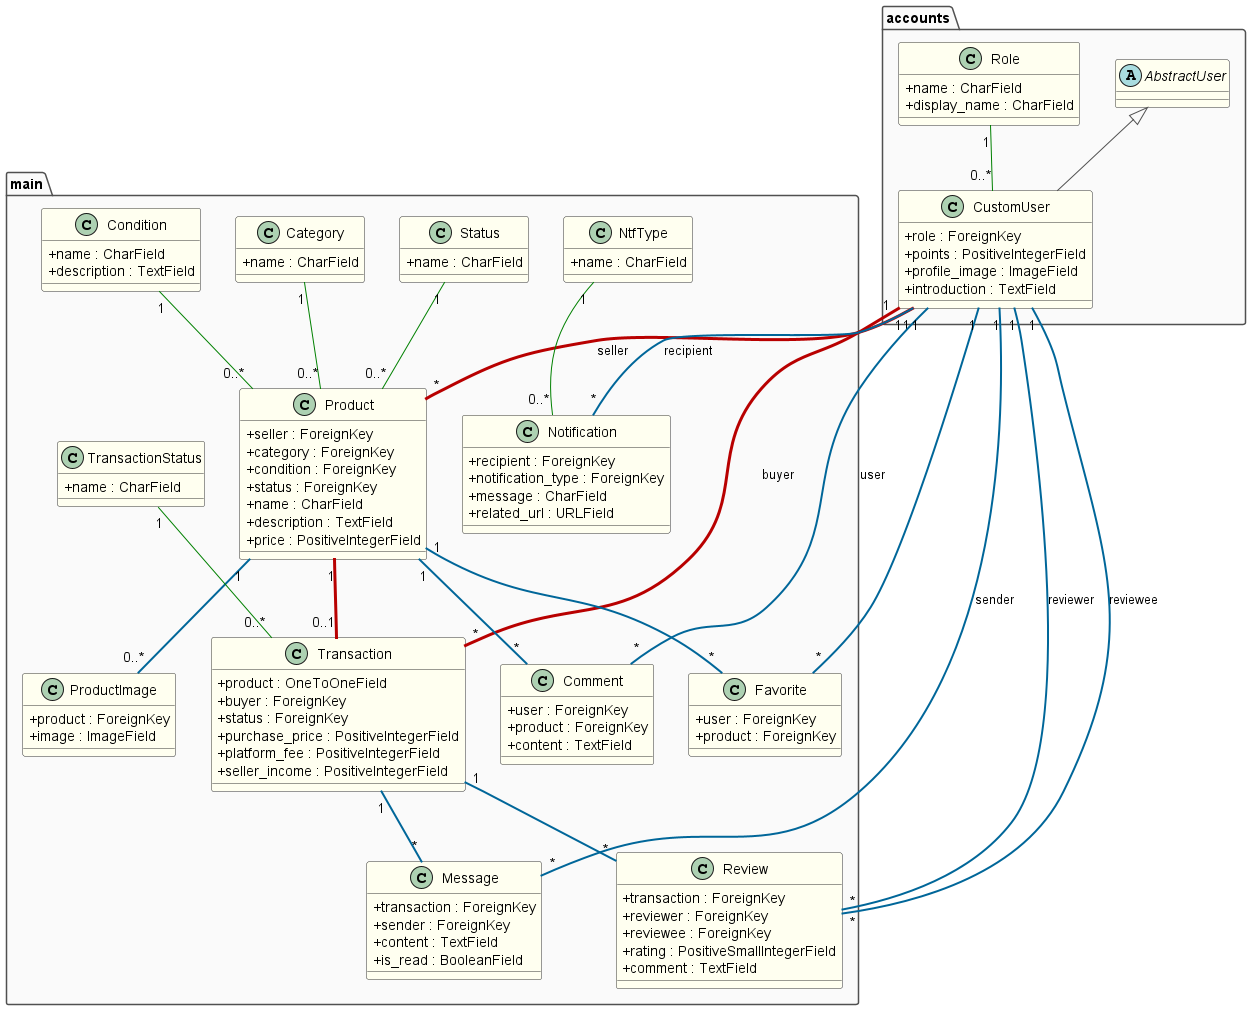 accounts
C Role
+name : CharField
+display_name : CharField
A AbstractUser
1
0..*
C CustomUser
+role : ForeignKey
+points : PositiveIntegerField
+profile_image : ImageField
+introduction : TextField
main
C Condition
+name : CharField
+description : TextField
C Category
+name : CharField
C Status
+name : CharField
C NtfType
+name : CharField
1
1
1
1
1
1
1
1
1
1
1
1
seller
recipient
0..*
0..*
0..*
*
0..*
*
C Product
+seller : ForeignKey
+category : ForeignKey
+condition : ForeignKey
+status : ForeignKey
+name : CharField
+description : TextField
+price : PositiveIntegerField
C Notification
+recipient : ForeignKey
+notification_type : ForeignKey
+message : CharField
+related_url : URLField
C TransactionStatus
+name : CharField
buyer
user
1
1
1
1
1
sender
reviewer
reviewee
0..*
0..1
*
*
*
*
*
0..*
C ProductImage
+product : ForeignKey
+image : ImageField
C Transaction
+product : OneToOneField
+buyer : ForeignKey
+status : ForeignKey
+purchase_price : PositiveIntegerField
+platform_fee : PositiveIntegerField
+seller_income : PositiveIntegerField
C Comment
+user : ForeignKey
+product : ForeignKey
+content : TextField
C Favorite
+user : ForeignKey
+product : ForeignKey
1
1
*
*
*
*
*
C Message
+transaction : ForeignKey
+sender : ForeignKey
+content : TextField
+is_read : BooleanField
C Review
+transaction : ForeignKey
+reviewer : ForeignKey
+reviewee : ForeignKey
+rating : PositiveSmallIntegerField
+comment : TextField